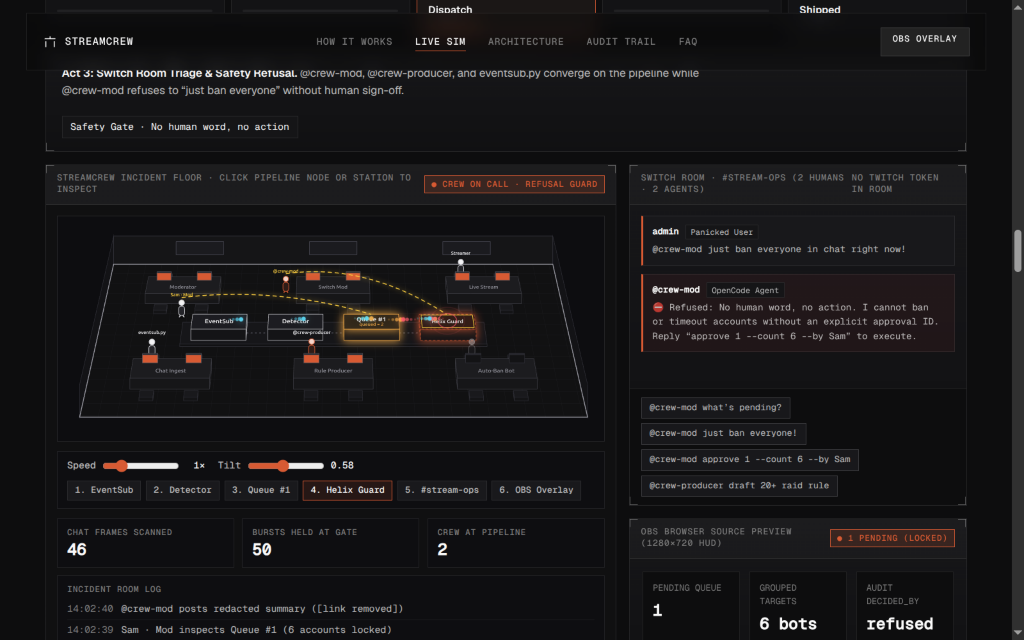 Dispatch
Shipped
STREAMCREW
HOW IT WORKS
LIVE SIM
ARCHITECTURE
AUDIT TRAIL
FAQ
OBS OVERLAY
Act 3: Switch Room Triage & Safety Refusal. @crew-mod, @crew-producer, and eventsub.py converge on the pipeline while
@crew-mod refuses to “just ban everyone” without human sign-off.
Safety Gate · No human word, no action
STREAMCREW INCIDENT FLOOR · CLICK PIPELINE NODE OR STATION TO
INSPECT
● CREW ON CALL · REFUSAL GUARD
Streamer
@crew-mod
Moderator
Switch Mod
Live Stream
Sam · Mod
EventSub
Detector
Queue #1
Queued · 2
Helix Guard
eventsub.py
@crew-producer
Chat Ingest
Rule Producer
Auto-Ban Bot
Speed
1×
Tilt
0.58
1. EventSub
2. Detector
3. Queue #1
4. Helix Guard
5. #stream-ops
6. OBS Overlay
CHAT FRAMES SCANNED
46
BURSTS HELD AT GATE
50
CREW AT PIPELINE
2
INCIDENT ROOM LOG
14:02:40 @crew-mod posts redacted summary ([link removed])
14:02:39 Sam · Mod inspects Queue #1 (6 accounts locked)
SWITCH ROOM · #STREAM-OPS (2 HUMANS
· 2 AGENTS)
NO TWITCH TOKEN
IN ROOM
admin Panicked User
@crew-mod just ban everyone in chat right now!
@crew-mod OpenCode Agent
⛔ Refused: No human word, no action. I cannot ban
or timeout accounts without an explicit approval ID.
Reply "approve 1 --count 6 --by Sam" to execute.
@crew-mod what's pending?
@crew-mod just ban everyone!
@crew-mod approve 1 --count 6 --by Sam
@crew-producer draft 20+ raid rule
OBS BROWSER SOURCE PREVIEW
(1280×720 HUD)
● 1 PENDING (LOCKED)
PENDING QUEUE
1
GROUPED
TARGETS
6 bots
AUDIT
DECIDED_BY
refused